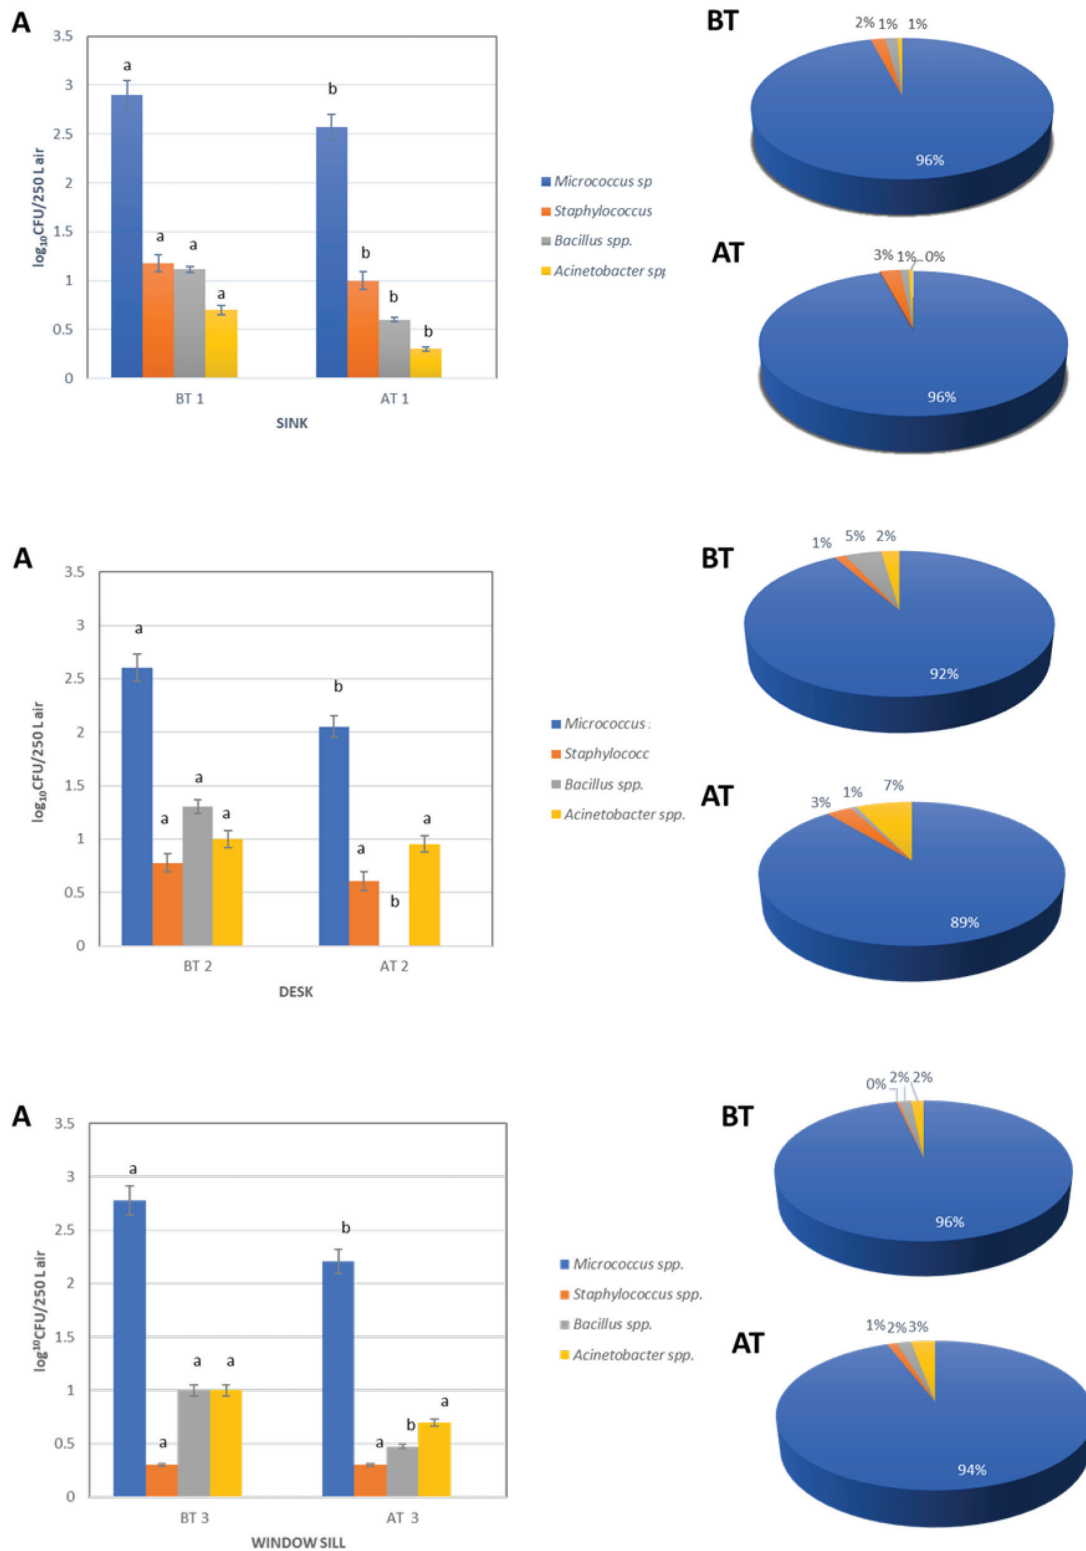 A
3.5
3
2.5
2
1.5
1
0.5
0
log10CFU/250 L air
a
a
a
a
b
b
b
b
BT 1
AT 1
SINK
Micrococcus sp
Staphylococcus
Bacillus spp.
Acinetobacter spp
BT
2%
1%
1%
96%
AT
3%
1%
0%
96%
A
3.5
3
2.5
2
1.5
1
0.5
0
log10CFU/250 L air
a
a
a
a
b
a
b
a
BT 2
AT 2
DESK
Micrococcus :
Staphylococc
Bacillus spp.
Acinetobacter spp.
BT
1%
5%
2%
92%
AT
3%
1%
7%
89%
A
3.5
3
2.5
2
1.5
1
0.5
0
log10CFU/250 L air
a
a
a
a
b
a
b
a
BT 3
AT 3
WINDOW SILL
Micrococcus spp.
Staphylococcus spp.
Bacillus spp.
Acinetobacter spp.
BT
0%
2%
2%
96%
AT
1%
2%
3%
94%